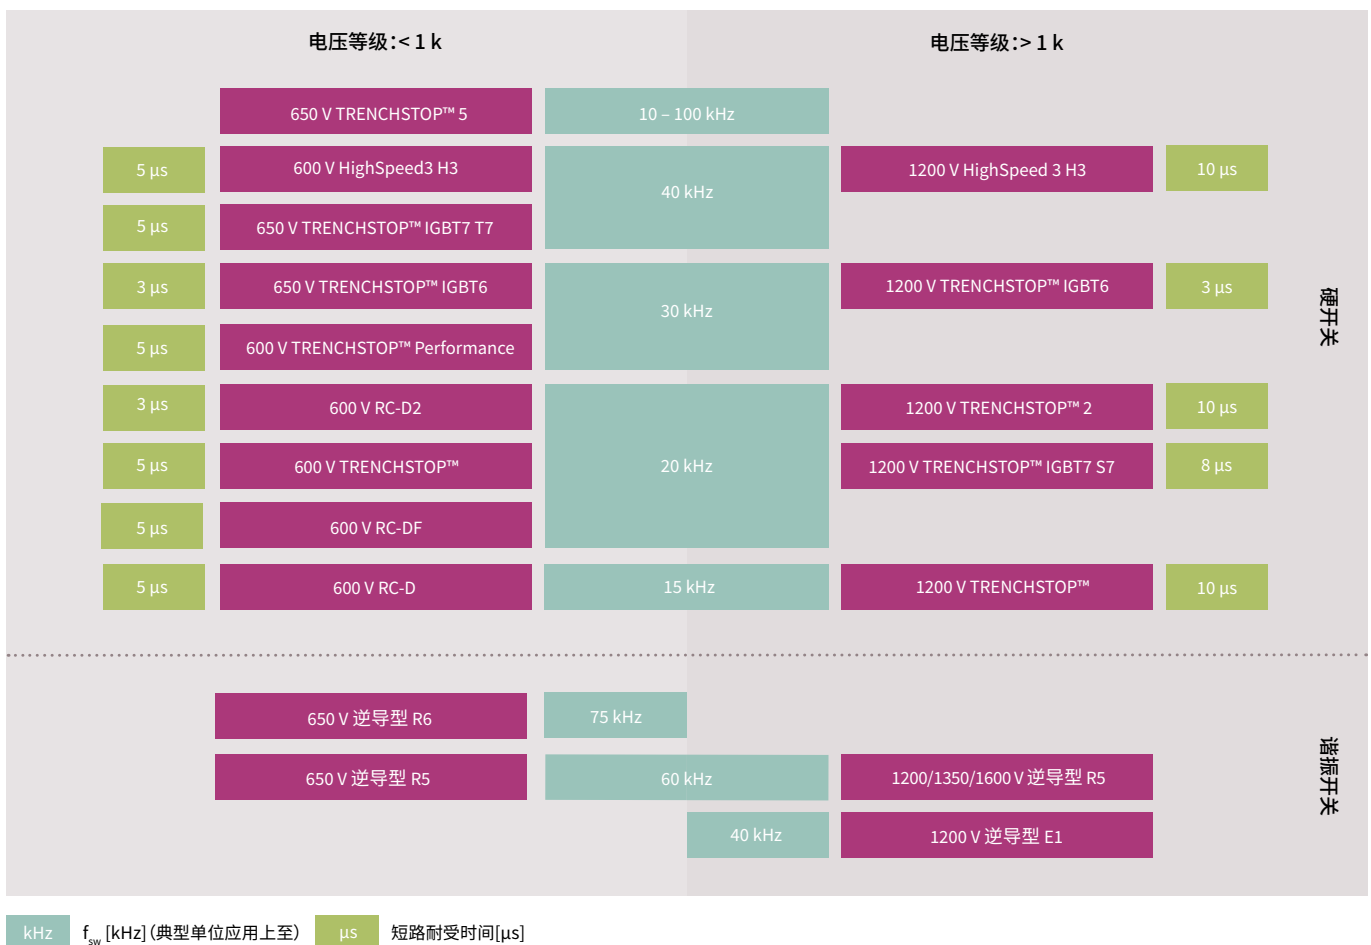 电压等级:< 1 k
电压等级:> 1 k
650 V TRENCHSTOP™ 5
10 – 100 kHz
5 µs
600 V HighSpeed3 H3
40 kHz
1200 V HighSpeed 3 H3
10 µs
5 µs
650 V TRENCHSTOP™ IGBT7 T7
3 µs
650 V TRENCHSTOP™ IGBT6
30 kHz
1200 V TRENCHSTOP™ IGBT6
3 µs
硬开关
5 µs
600 V TRENCHSTOP™ Performance
3 µs
600 V RC-D2
1200 V TRENCHSTOP™ 2
10 µs
5 µs
600 V TRENCHSTOP™
20 kHz
1200 V TRENCHSTOP™ IGBT7 S7
8 µs
5 µs
600 V RC-DF
5 µs
600 V RC-D
15 kHz
1200 V TRENCHSTOP™
10 µs
650 V 逆导型 R6
75 kHz
650 V 逆导型 R5
60 kHz
1200/1350/1600 V 逆导型 R5
谐振开关
40 kHz
1200 V 逆导型 E1
kHz
fsw [kHz] (典型单位应用上至)
µs
短路耐受时间[µs]